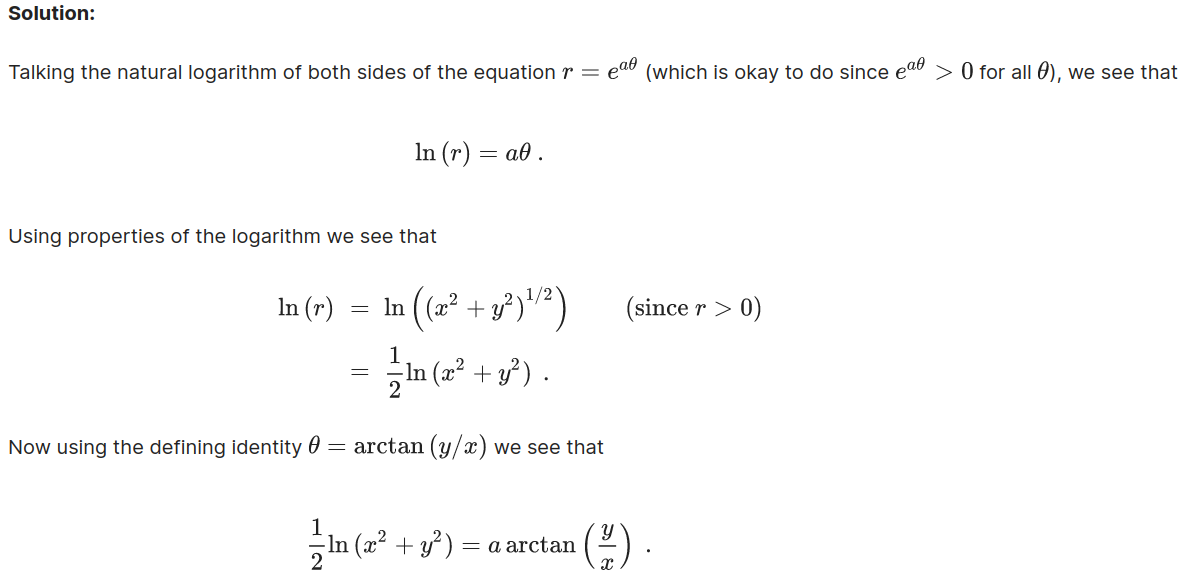 Solution:
Talking the natural logarithm of both sides of the equation r = e^{aθ} (which is okay to do since e^{aθ} > 0 for all θ), we see that
ln (r) = aθ .
Using properties of the logarithm we see that
ln (r) = ln ((x² + y²)^{1/2}) (since r > 0)
= \frac{1}{2} ln (x² + y²) .
Now using the defining identity θ = arctan (y/x) we see that
\frac{1}{2} ln (x² + y²) = a arctan (\frac{y}{x}) .